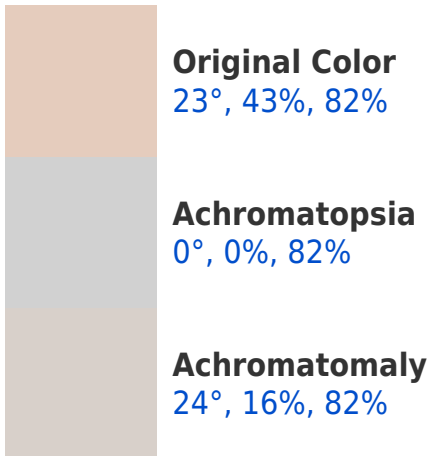 Original Color
23°, 43%, 82%
Achromatopsia
0°, 0%, 82%
Achromatomaly
24°, 16%, 82%